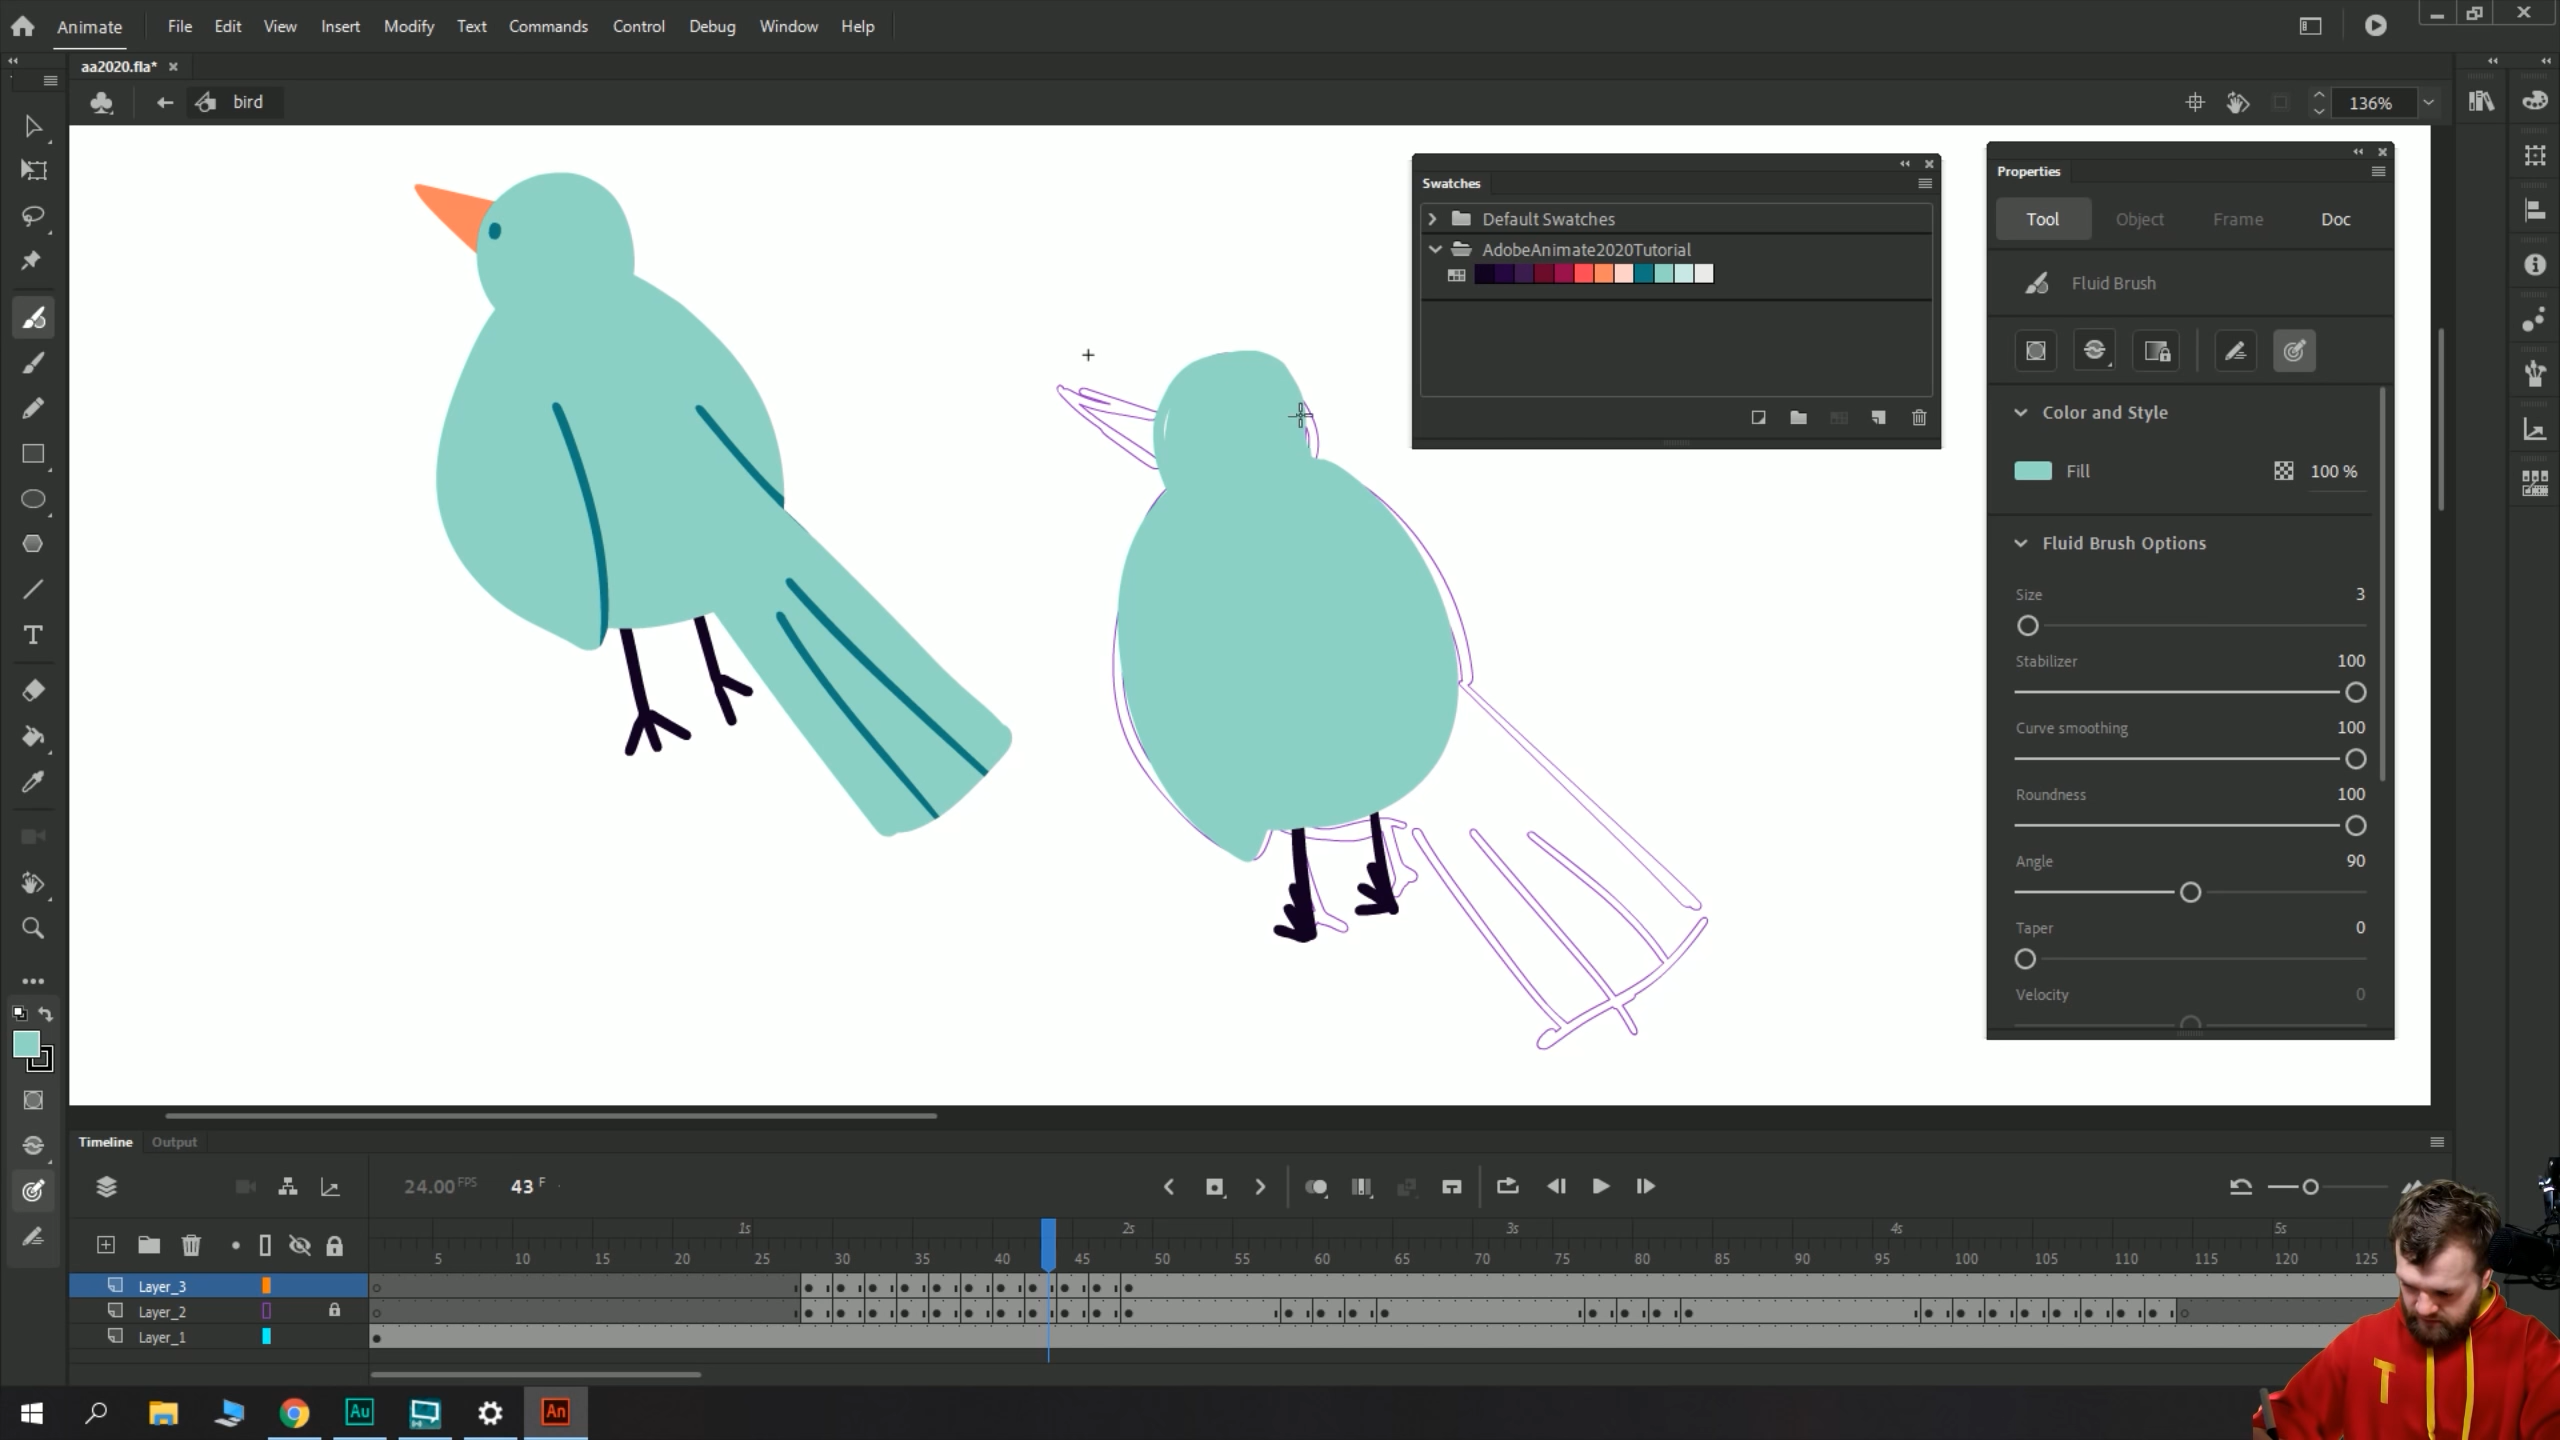 Animate File Edit View Insert Modify Text Commands Control Debug Window Help
aa2020.fla*
bird
136%
Swatches
Default Swatches
AdobeAnimate2020Tutorial
Properties
Tool Object Frame Doc
Fluid Brush
Color and Style
Fill 100 %
Fluid Brush Options
Size 3
Stabilizer 100
Curve smoothing 100
Roundness 100
Angle 90
Taper 0
Velocity 0
Timeline Output
24.00 FPS 43 F
1s 2s 3s 4s 5s
5 10 15 20 25 30 35 40 45 50 55 60 65 70 75 80 85 90 95 100 105 110 115 120 125
Layer_3
Layer_2
Layer_1
Au
An
T